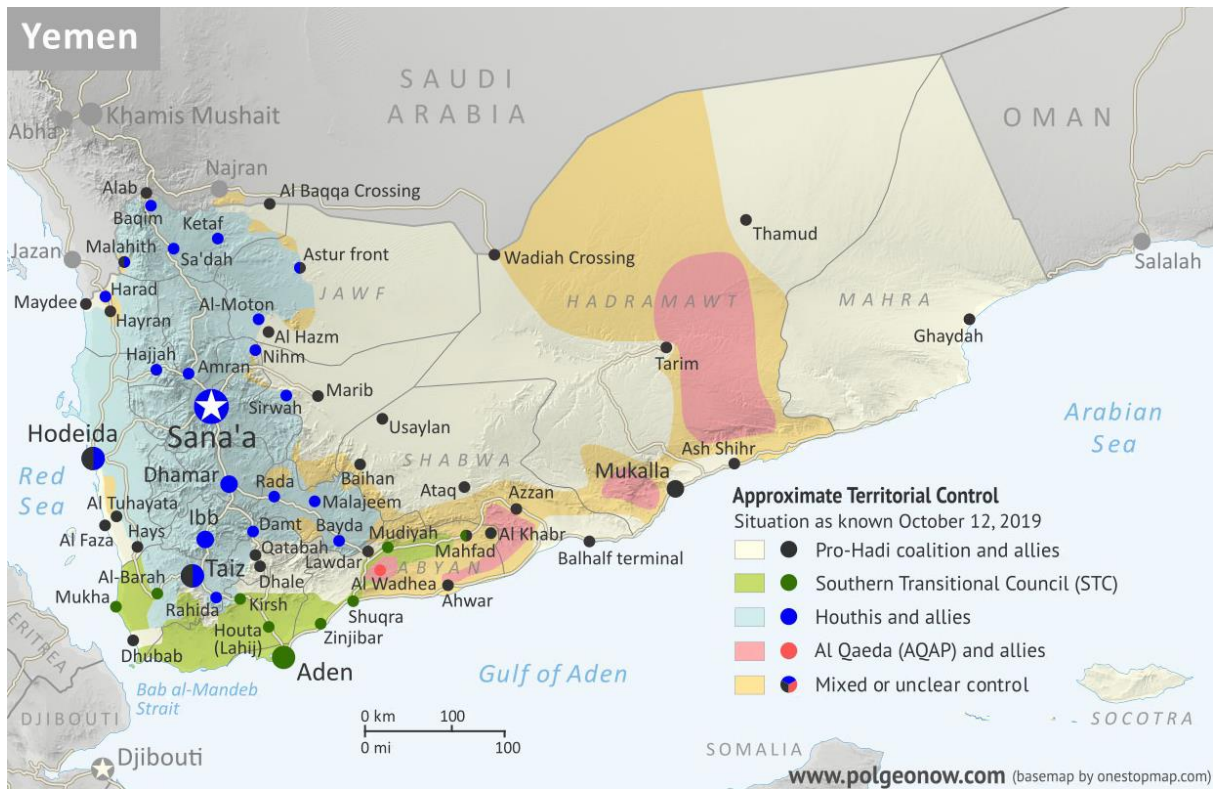 Yemen
SAUDI
ARABIA
OMAN
Khamis Mushait
Abha
Najran
Alab
Al Baqqa Crossing
Baqim
Ketaf
Thamud
Malahith
Sa'dah
Astur front
Wadiah Crossing
Jazan
Salalah
Harad
JAWF
HADRAMAWT
MAHRA
Maydee
Hayran
Al-Moton
Al Hazm
Ghaydah
Nihm
Hajjah
Amran
Tarim
Marib
Sirwah
Arabian
Sea
Sana'a
Usaylan
Hodeida
Ash Shihr
SHABWA
Red
Sea
Dhamar
Rada
Baihan
Mukalla
Ataq
Azzan
Al Tuhayata
Malajeem
Ibb
Damt
Bayda
Mudiyah
Al Faza
Hays
Qatabah
Lawdar
Mahfad
Al Khabr
Balhalf terminal
Al-Barah
Taiz
Dhale
Al Wadhea
ABYAN
Ahwar
Mukha
Rahida
Kirsh
Shuqra
Houta
(Lahij)
Zinjibar
Dhubab
Aden
Gulf of Aden
ERITREA
Bab al-Mandeb
Strait
DJIBOUTI
Djibouti
0 km 100
0 mi 100
Approximate Territorial Control
Situation as known October 12, 2019
Pro-Hadi coalition and allies
Southern Transitional Council (STC)
Houthis and allies
Al Qaeda (AQAP) and allies
Mixed or unclear control
SOCOTRA
SOMALIA
www.polgeonow.com (basemap by onestopmap.com)